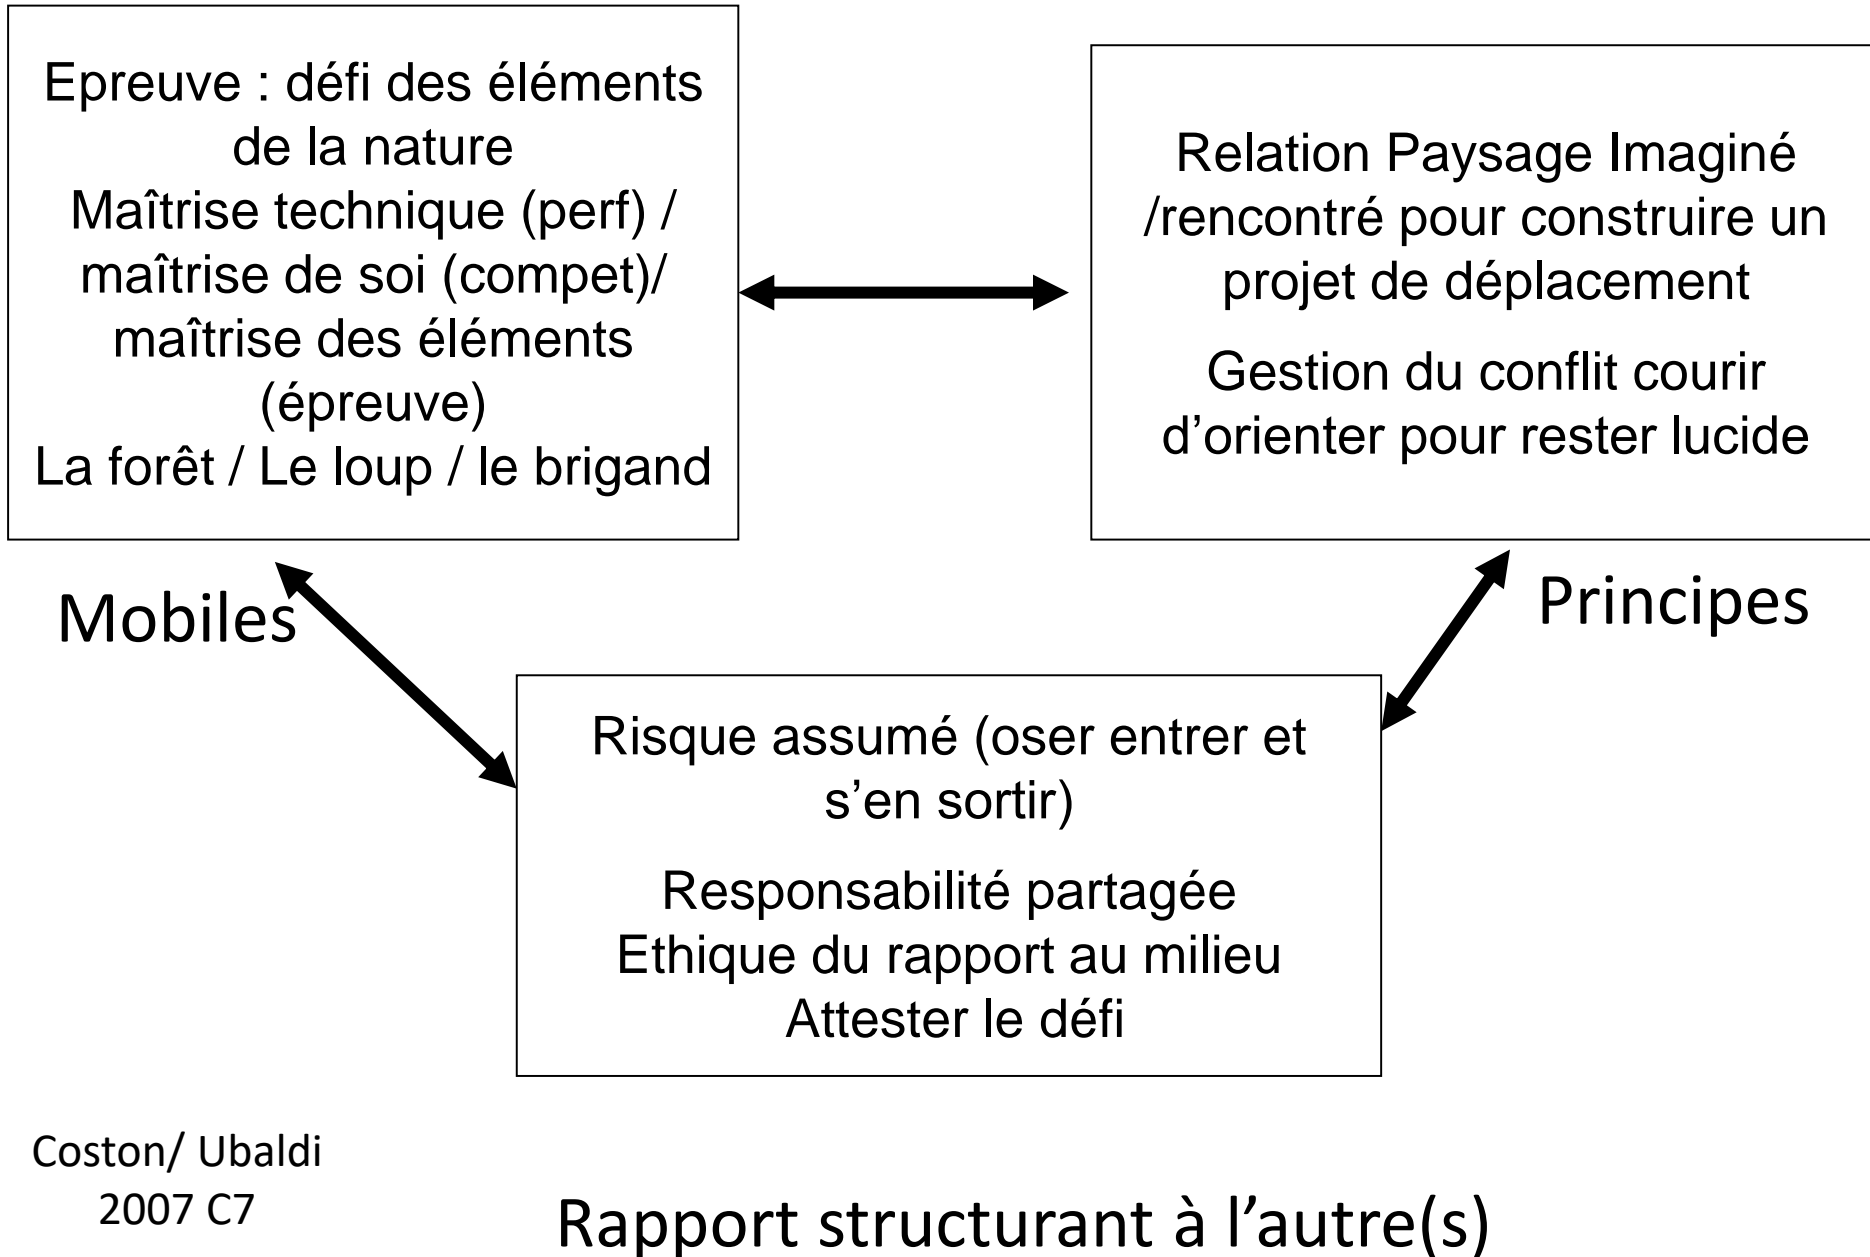 Epreuve : défi des éléments
de la nature
Maîtrise technique (perf) /
maîtrise de soi (compet)/
maîtrise des éléments
(épreuve)
La forêt / Le loup / le brigand
Relation Paysage Imaginé
/rencontré pour construire un
projet de déplacement
Gestion du conflit courir
d’orienter pour rester lucide
Mobiles
Principes
Risque assumé (oser entrer et
s’en sortir)
Responsabilité partagée
Ethique du rapport au milieu
Attester le défi
Coston/ Ubaldi
2007 C7
Rapport structurant à l’autre(s)